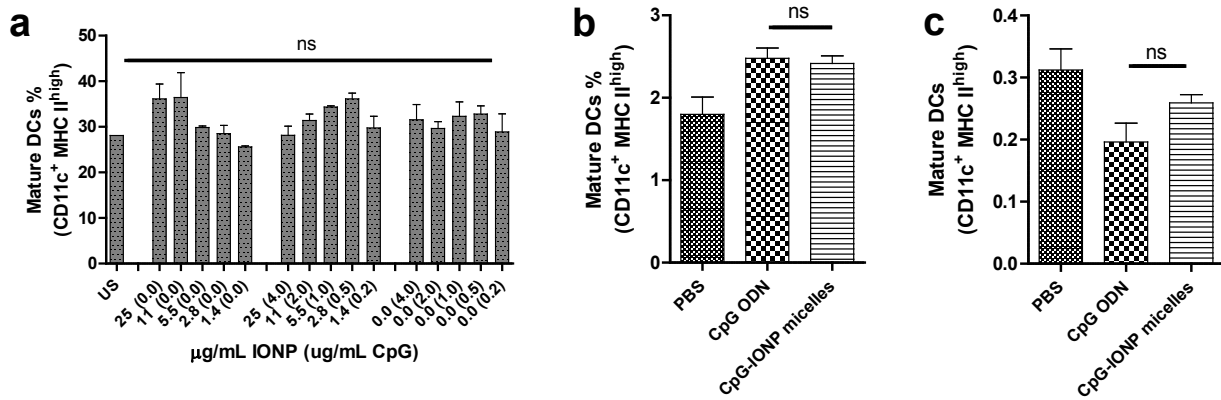 a
Mature DCs %
(CD11c⁺ MHC IIʰⁱᵍʰ)
50
40
30
20
10
0
ns
US
25 (0.0)
11 (0.0)
5.5 (0.0)
2.8 (0.0)
1.4 (0.0)
25 (4.0)
11 (2.0)
5.5 (1.0)
2.8 (0.5)
1.4 (0.2)
0.0 (4.0)
0.0 (2.0)
0.0 (1.0)
0.0 (0.5)
0.0 (0.2)
μg/mL IONP (ug/mL CpG)
b
Mature DCs %
(CD11c⁺ MHC IIʰⁱᵍʰ)
3
2
1
0
ns
PBS
CpG ODN
CpG-IONP micelles
c
Mature DCs
(CD11c⁺ MHC IIʰⁱᵍʰ)
0.4
0.3
0.2
0.1
0.0
ns
PBS
CpG ODN
CpG-IONP micelles